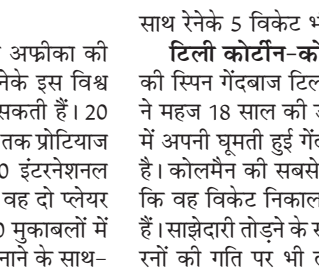 अफ्रीका की
नेके इस विश्व
सकती हैं। 20
तक प्रोटियाज
0 इंटरनेशनल
वह दो प्लेयर
मुकाबलों में
नाने के साथ-
साथ रेनेके 5 विकेट
टिली कोर्टीन-को
की स्पिन गेंदबाज टिल
ने महज 18 साल की
में अपनी घूमती हुई गें
है। कोलमैन की सबसे
कि वह विकेट निकाल
हैं। साझेदारी तोड़ने के
रनों की गति पर भी